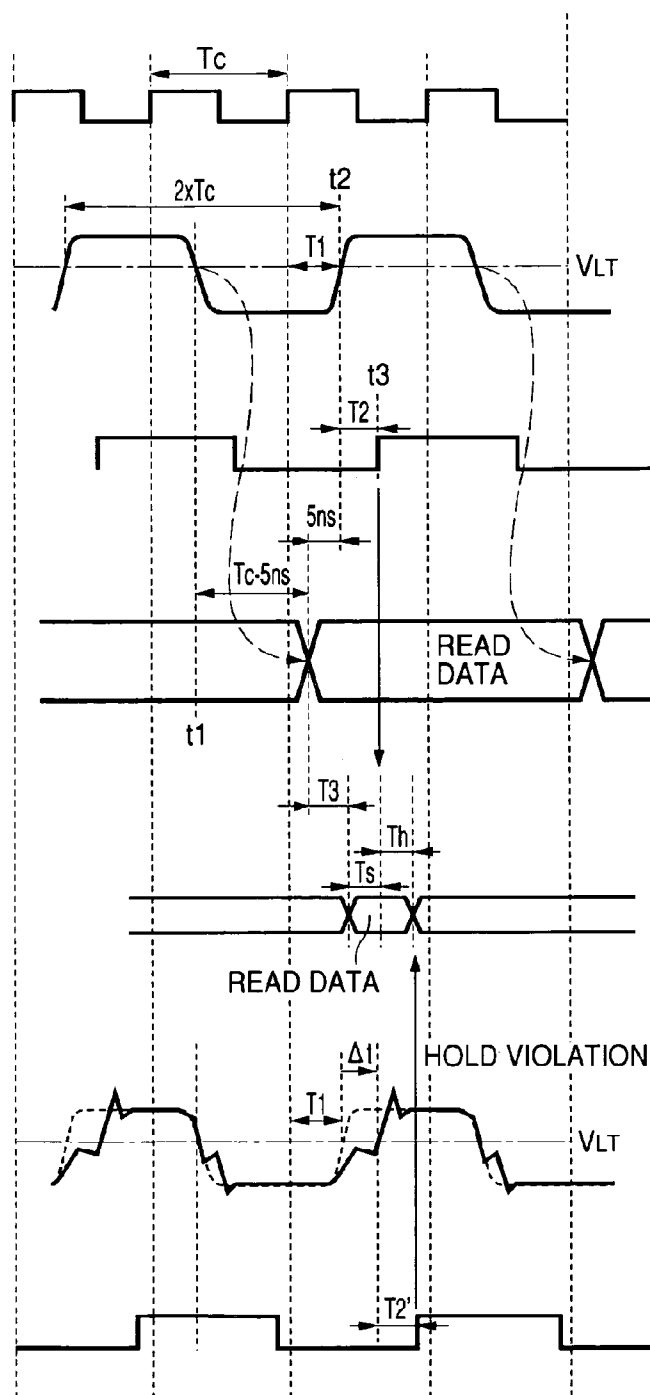 Tc
t2
2xTc
T1
VLT
t3
T2
5ns
Tc-5ns
READ
DATA
t1
T3
Th
Ts
READ DATA
HOLD VIOLATION
Δ1
T1
VLT
T2'